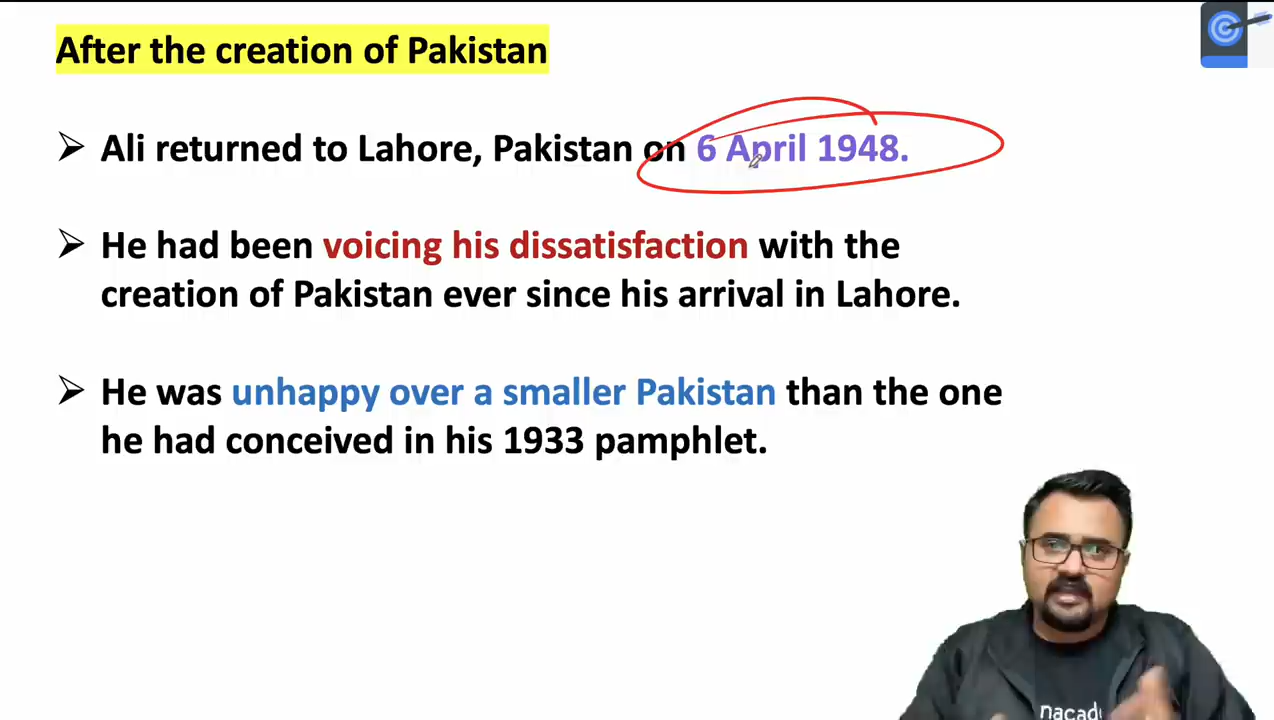 After the creation of Pakistan
➢ Ali returned to Lahore, Pakistan on 6 April 1948.
➢ He had been voicing his dissatisfaction with the
creation of Pakistan ever since his arrival in Lahore.
➢ He was unhappy over a smaller Pakistan than the one
he had conceived in his 1933 pamphlet.